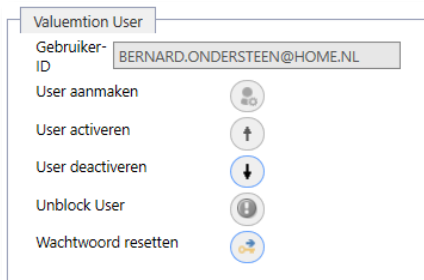 Valuemtion User
Gebruiker-
ID
BERNARD.ONDERSTEEN@HOME.NL
User aanmaken
User activeren
User deactiveren
Unblock User
Wachtwoord resetten